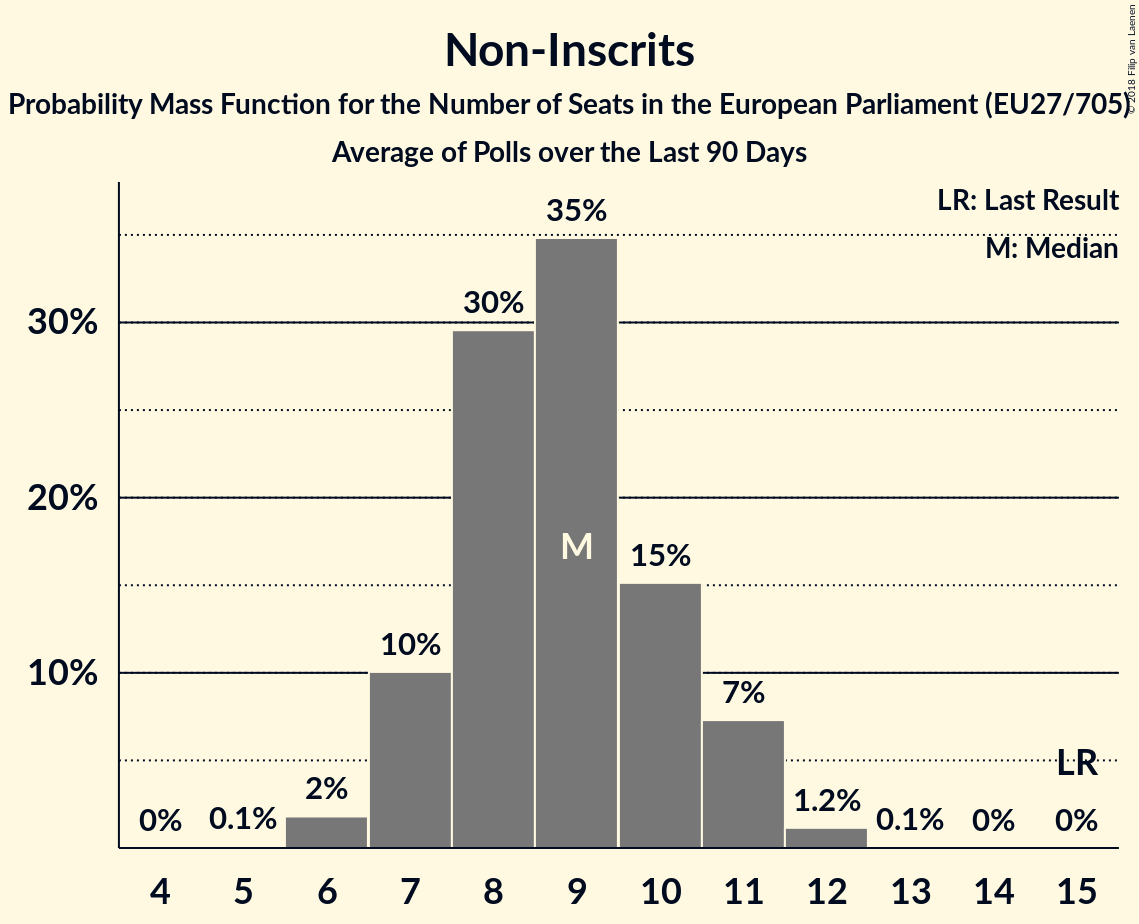 Non-Inscrits
Probability Mass Function for the Number of Seats in the European Parliament (EU27/705)
Average of Polls over the Last 90 Days
© 2018 Filip van Laenen
LR: Last Result
M: Median
35%
30%
30%
20%
M
15%
10%
10%
7%
LR
2%
1.2%
0%
0.1%
0.1%
0%
0%
4 5 6 7 8 9 10 11 12 13 14 15